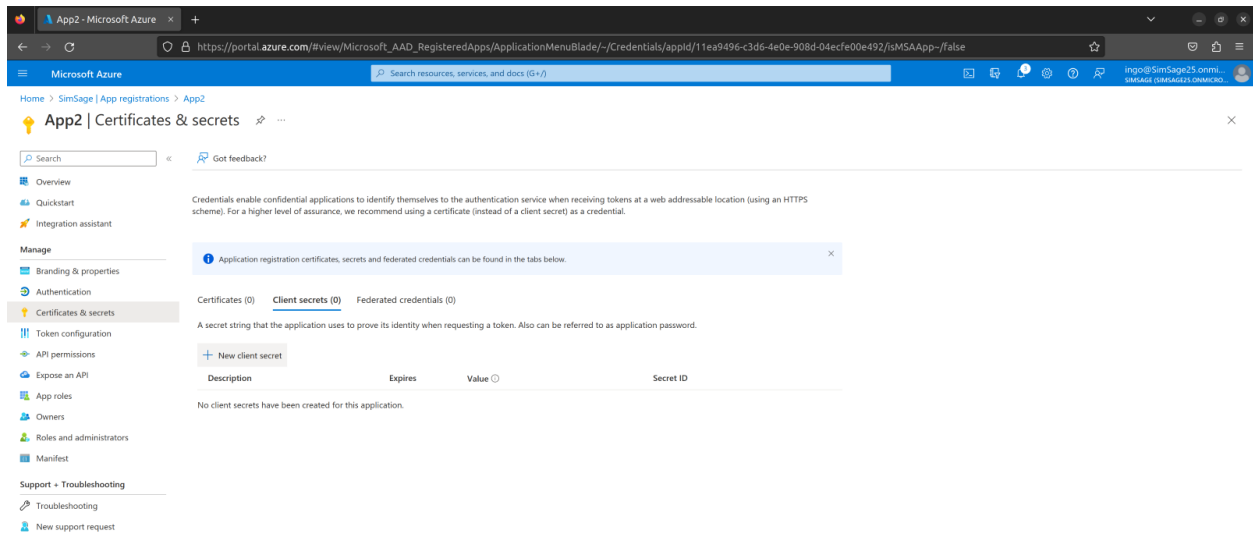 App2 - Microsoft Azure
https://portal.azure.com/#view/Microsoft_AAD_RegisteredApps/ApplicationMenuBlade/~/Credentials/appId/11ea9496-c3d6-4e0e-908d-04ecfe00e492/isMSAApp~/false
Microsoft Azure
Search resources, services, and docs (G+/)
3
ingo@SimSage25.onmi...
SIMSAGE (SIMSAGE25.ONMICRO...
Home > SimSage | App registrations > App2
App2 | Certificates & secrets
Search
Got feedback?
Overview
Quickstart
Integration assistant
Manage
Branding & properties
Authentication
Certificates & secrets
Token configuration
API permissions
Expose an API
App roles
Owners
Roles and administrators
Manifest
Support + Troubleshooting
Troubleshooting
New support request
Credentials enable confidential applications to identify themselves to the authentication service when receiving tokens at a web addressable location (using an HTTPS
scheme). For a higher level of assurance, we recommend using a certificate (instead of a client secret) as a credential.
Application registration certificates, secrets and federated credentials can be found in the tabs below.
Certificates (0) Client secrets (0) Federated credentials (0)
A secret string that the application uses to prove its identity when requesting a token. Also can be referred to as application password.
New client secret
Description Expires Value Secret ID
No client secrets have been created for this application.